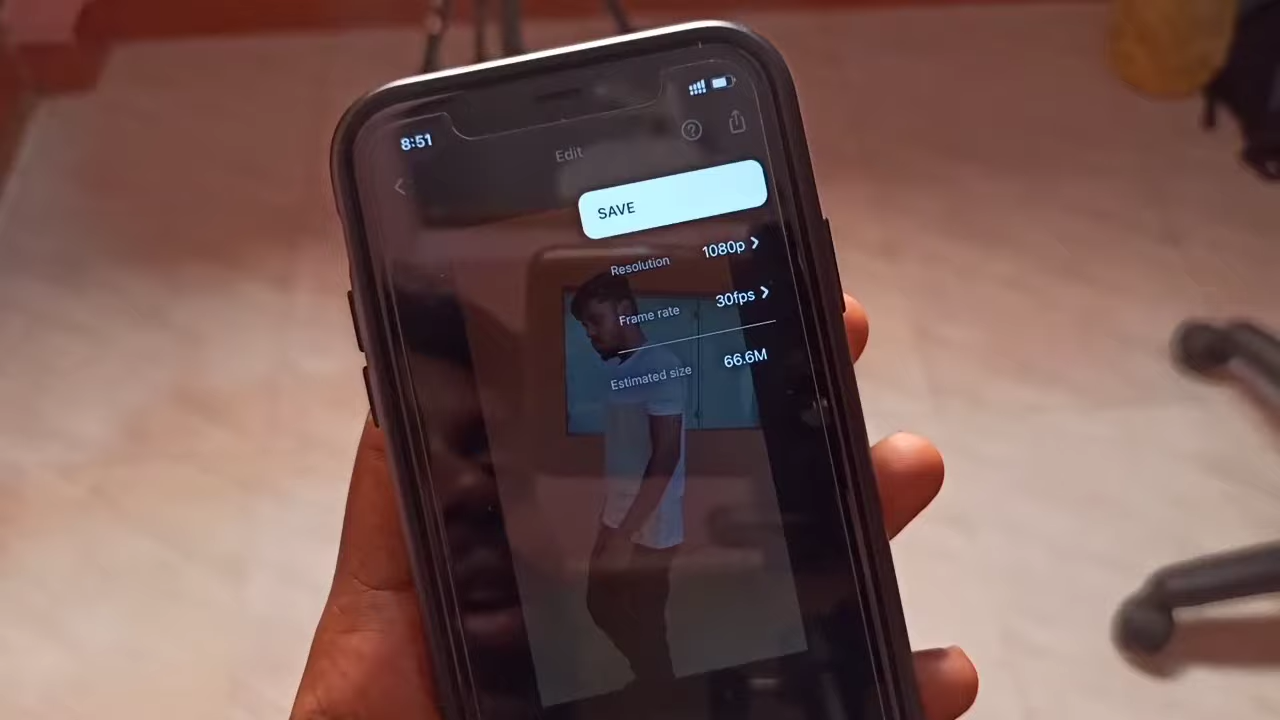 8:51
Edit
?
SAVE
Resolution 1080p >
Frame rate 30fps >
Estimated size 66.6M